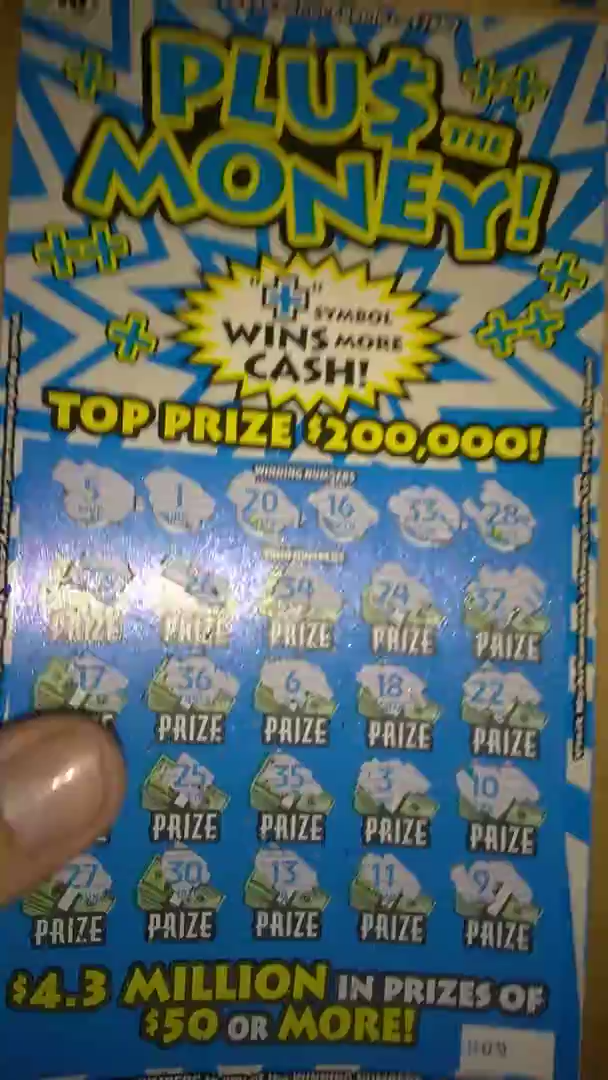 PLU$ THE
MONEY!
"+" SYMBOL
WINS MORE
CASH!
TOP PRIZE $200,000!
WINNING NUMBERS
5 1 20 16 33 28
YOUR NUMBERS
34 24 37
PRIZE PRIZE PRIZE PRIZE PRIZE
17 36 6 18 22
PRIZE PRIZE PRIZE PRIZE
25 35 3 10
PRIZE PRIZE PRIZE PRIZE
27 30 13 11 9
PRIZE PRIZE PRIZE PRIZE PRIZE
$4.3 MILLION IN PRIZES OF
$50 OR MORE!